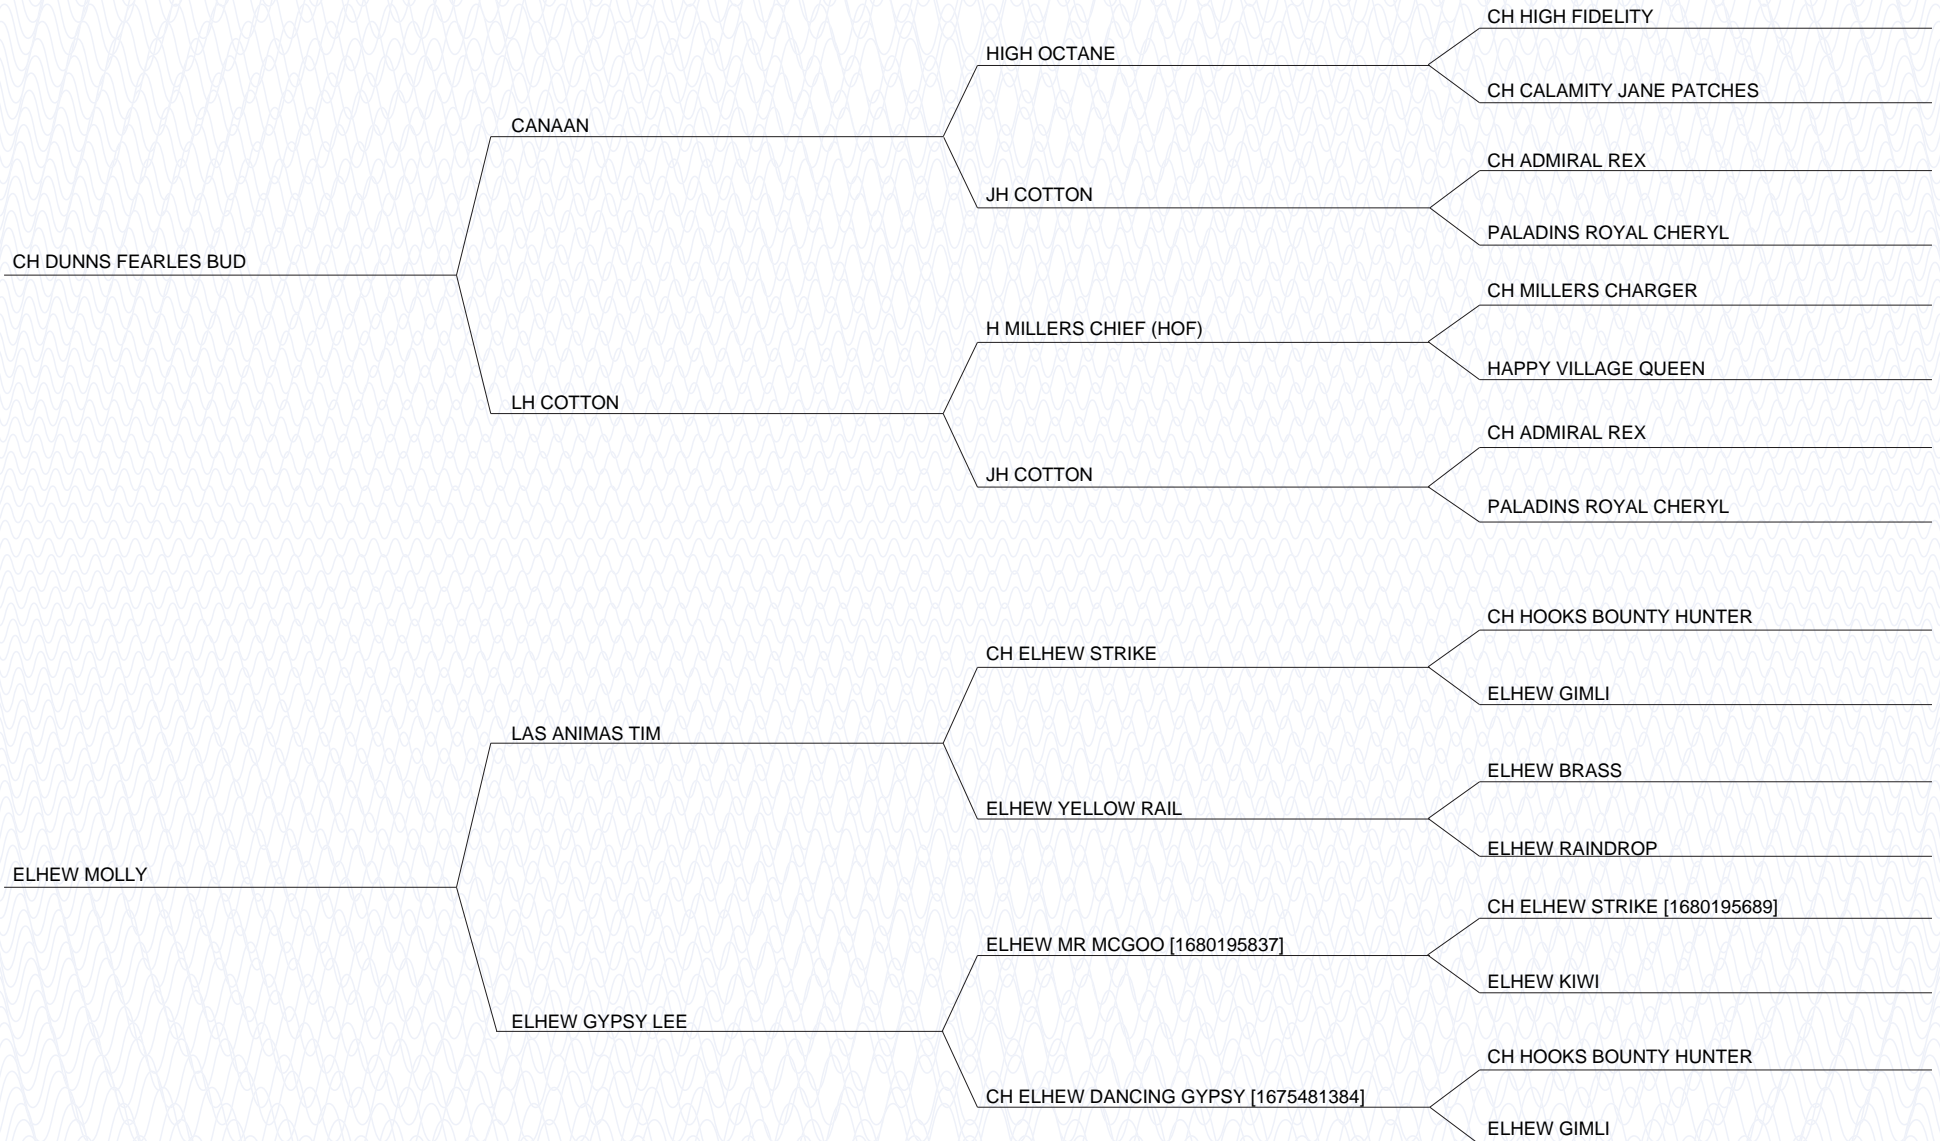 CH HIGH FIDELITY
HIGH OCTANE
CH CALAMITY JANE PATCHES
CANAAN
CH ADMIRAL REX
JH COTTON
PALADINS ROYAL CHERYL
CH DUNNS FEARLES BUD
CH MILLERS CHARGER
H MILLERS CHIEF (HOF)
HAPPY VILLAGE QUEEN
LH COTTON
CH ADMIRAL REX
JH COTTON
PALADINS ROYAL CHERYL
CH HOOKS BOUNTY HUNTER
CH ELHEW STRIKE
ELHEW GIMLI
LAS ANIMAS TIM
ELHEW BRASS
ELHEW YELLOW RAIL
ELHEW RAINDROP
ELHEW MOLLY
CH ELHEW STRIKE [1680195689]
ELHEW MR MCGOO [1680195837]
ELHEW KIWI
ELHEW GYPSY LEE
CH HOOKS BOUNTY HUNTER
CH ELHEW DANCING GYPSY [1675481384]
ELHEW GIMLI